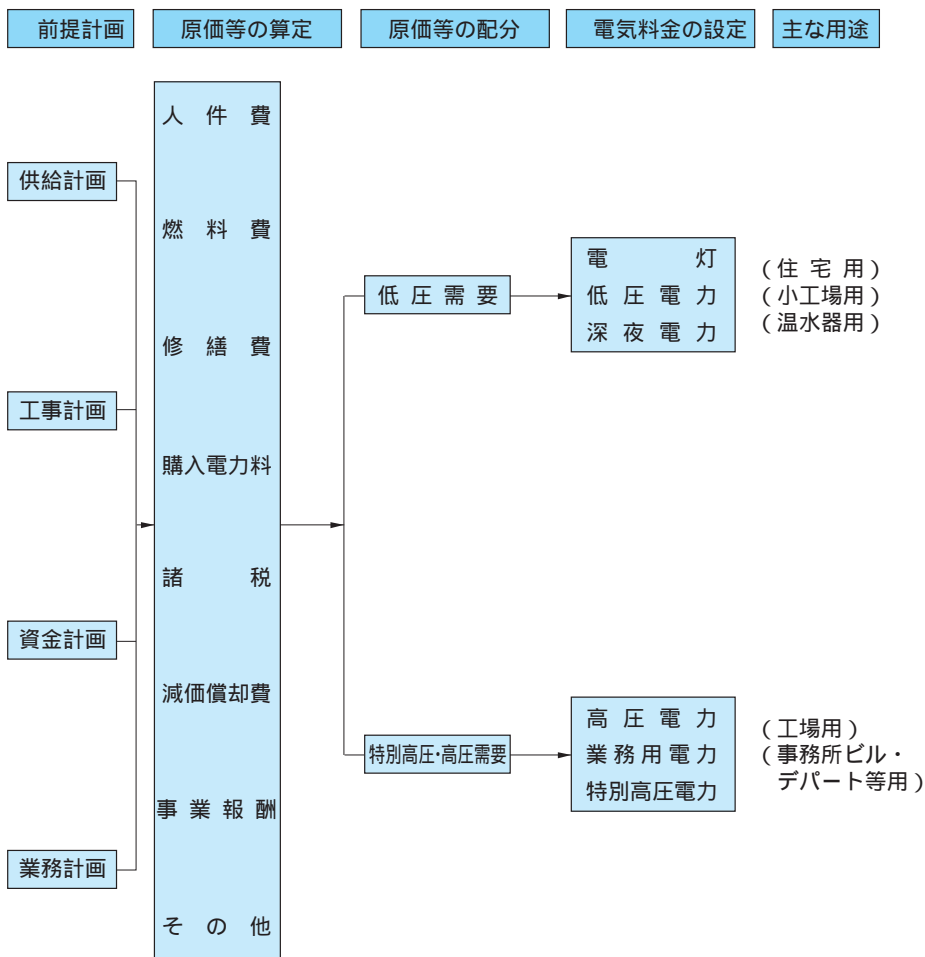 前提計画
原価等の算定
原価等の配分
電気料金の設定
主な用途
供給計画
工事計画
資金計画
業務計画
人件費
燃料費
修繕費
購入電力料
諸税
減価償却費
事業報酬
その他
低圧需要
特別高圧・高圧需要
電灯
低圧電力
深夜電力
(住宅用)
(小工場用)
(温水器用)
高圧電力
業務用電力
特別高圧電力
(工場用)
(事務所ビル・
デパート等用)